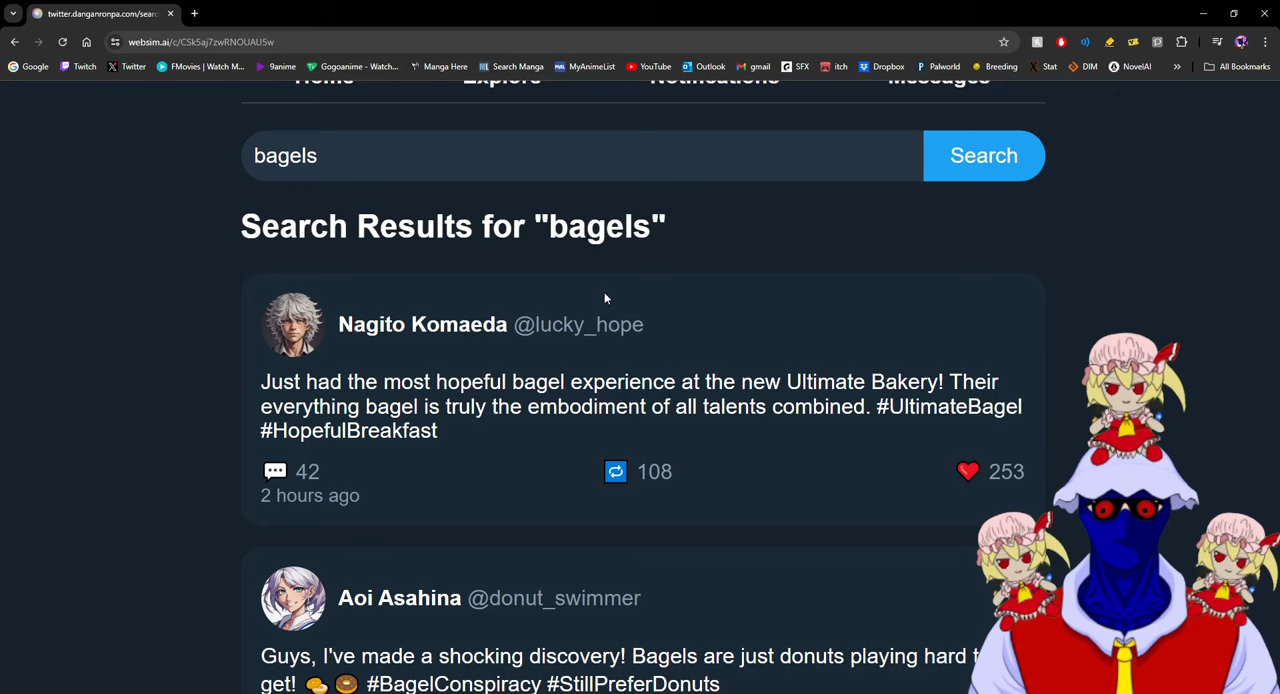 twitter.danganronpa.com/searc
websim.ai/c/CSk5aj7zwRNOUAU5w
Google Twitch Twitter FMovies | Watch M... 9anime Gogoanime - Watc... Manga Here Search Manga MyAnimeList YouTube Outlook gmail SFX itch Dropbox Palworld Breeding Stat DIM NovelAI » All Bookmarks
Home Explore Notifications Messages
bagels Search
Search Results for "bagels"
Nagito Komaeda @lucky_hope
Just had the most hopeful bagel experience at the new Ultimate Bakery! Their
everything bagel is truly the embodiment of all talents combined. #UltimateBagel
#HopefulBreakfast
42 108 253
2 hours ago
Aoi Asahina @donut_swimmer
Guys, I've made a shocking discovery! Bagels are just donuts playing hard t
get! 🥯 🍩 #BagelConspiracy #StillPreferDonuts